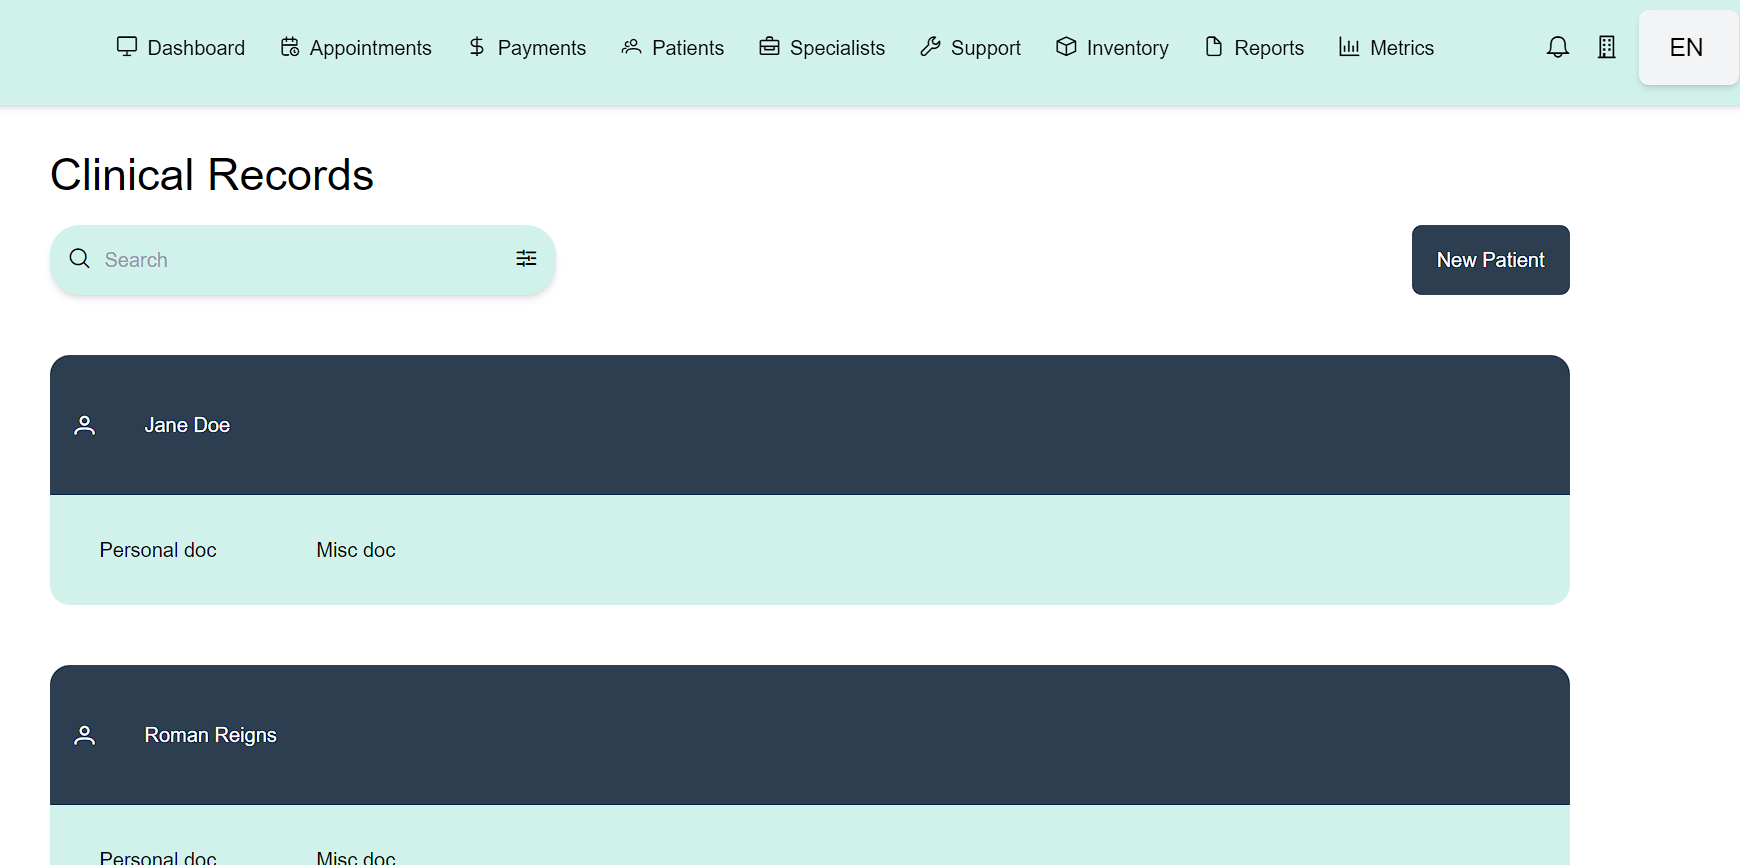 Dashboard Appointments Payments Patients Specialists Support Inventory Reports Metrics EN
Clinical Records
Search
New Patient
Jane Doe
Personal doc Misc doc
Roman Reigns
Personal doc Misc doc